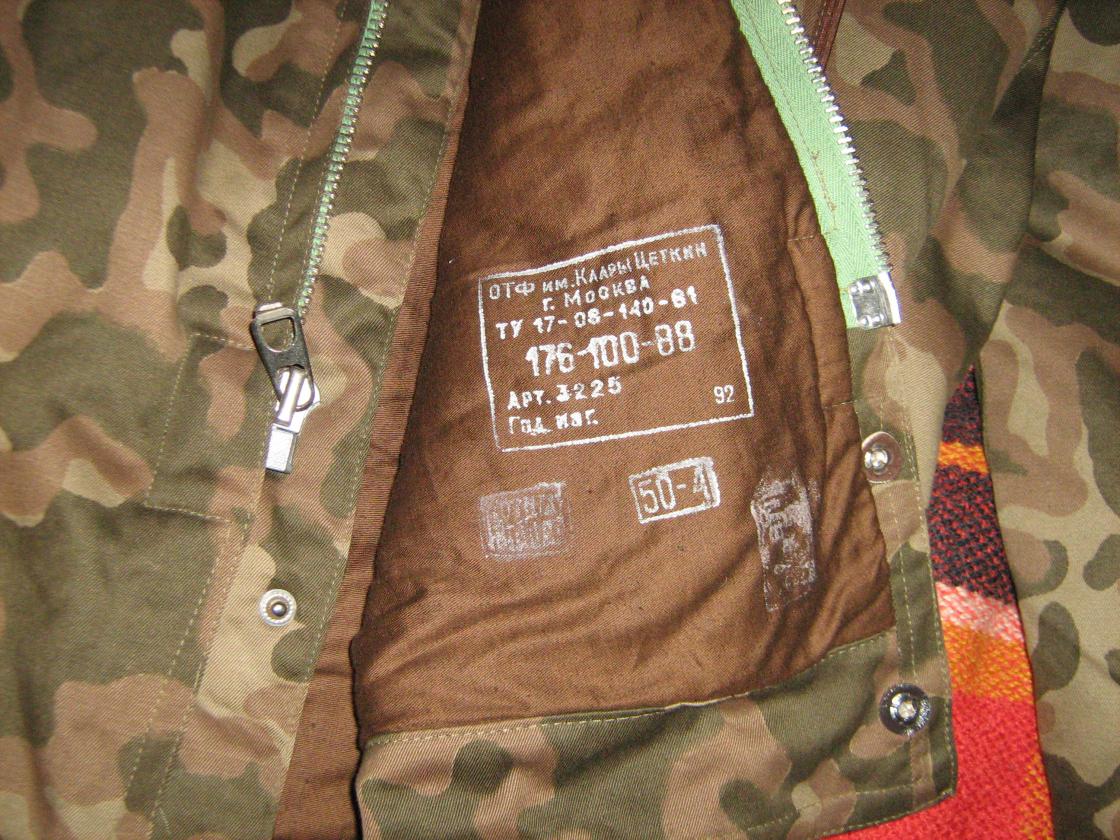 ОТФ им. Клары Цеткин
г. Москва
ТУ 17-08-140-81
176-100-88
Арт. 3225
Год изг. 92
50-4